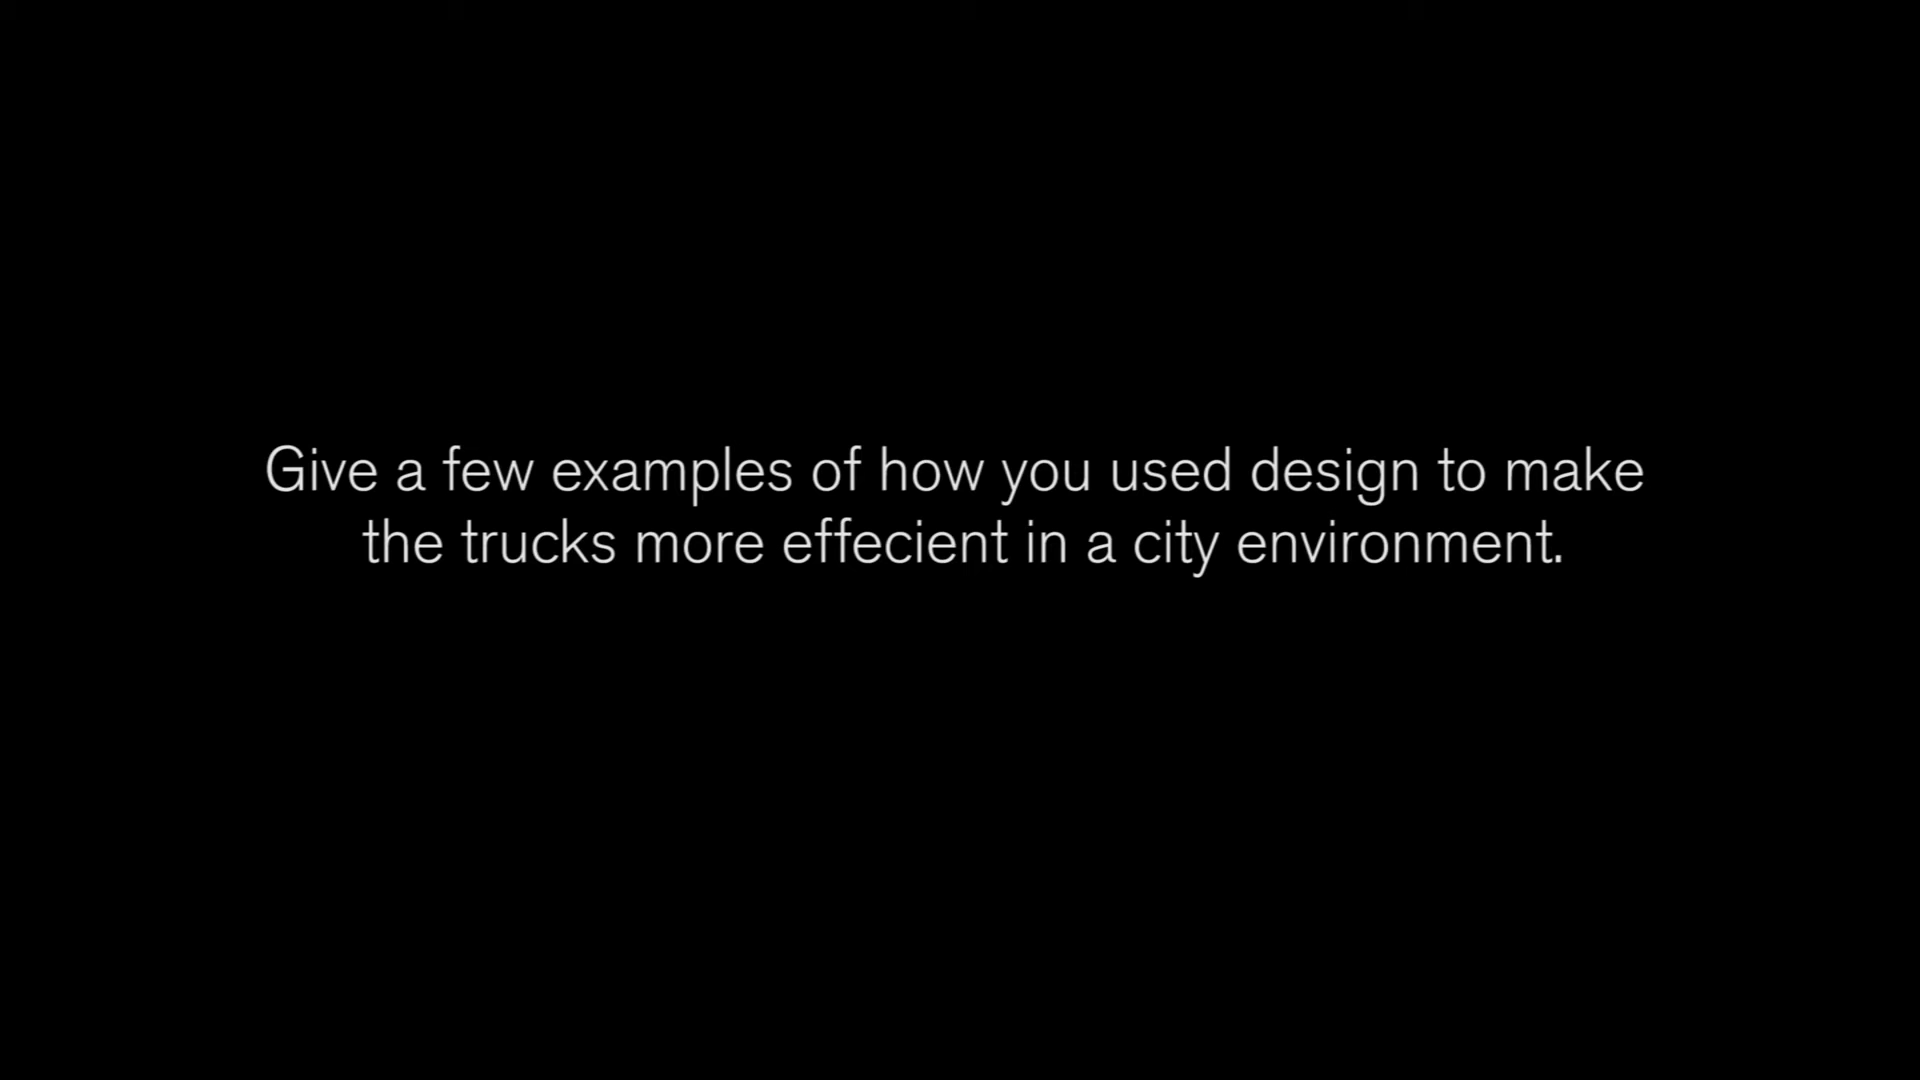 Give a few examples of how you used design to make
the trucks more effecient in a city environment.